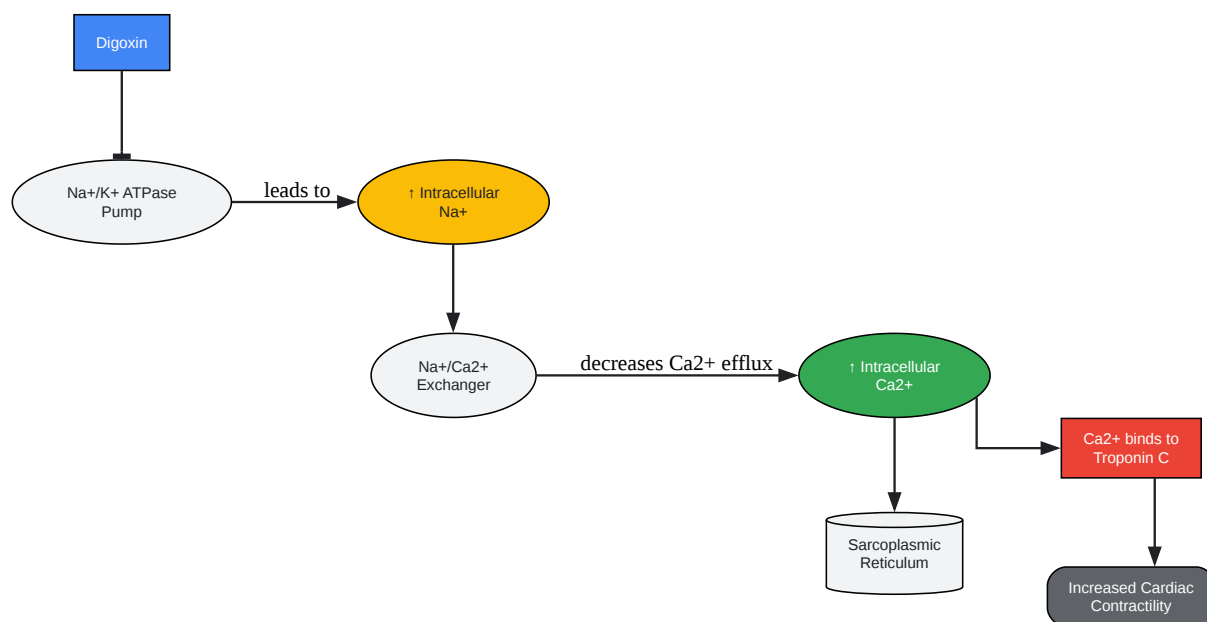 Digoxin
Na+/K+ ATPase
Pump
leads to
↑ Intracellular
Na+
Na+/Ca2+
Exchanger
decreases Ca2+ efflux
↑ Intracellular
Ca2+
Ca2+ binds to
Troponin C
Sarcoplasmic
Reticulum
Increased Cardiac
Contractility